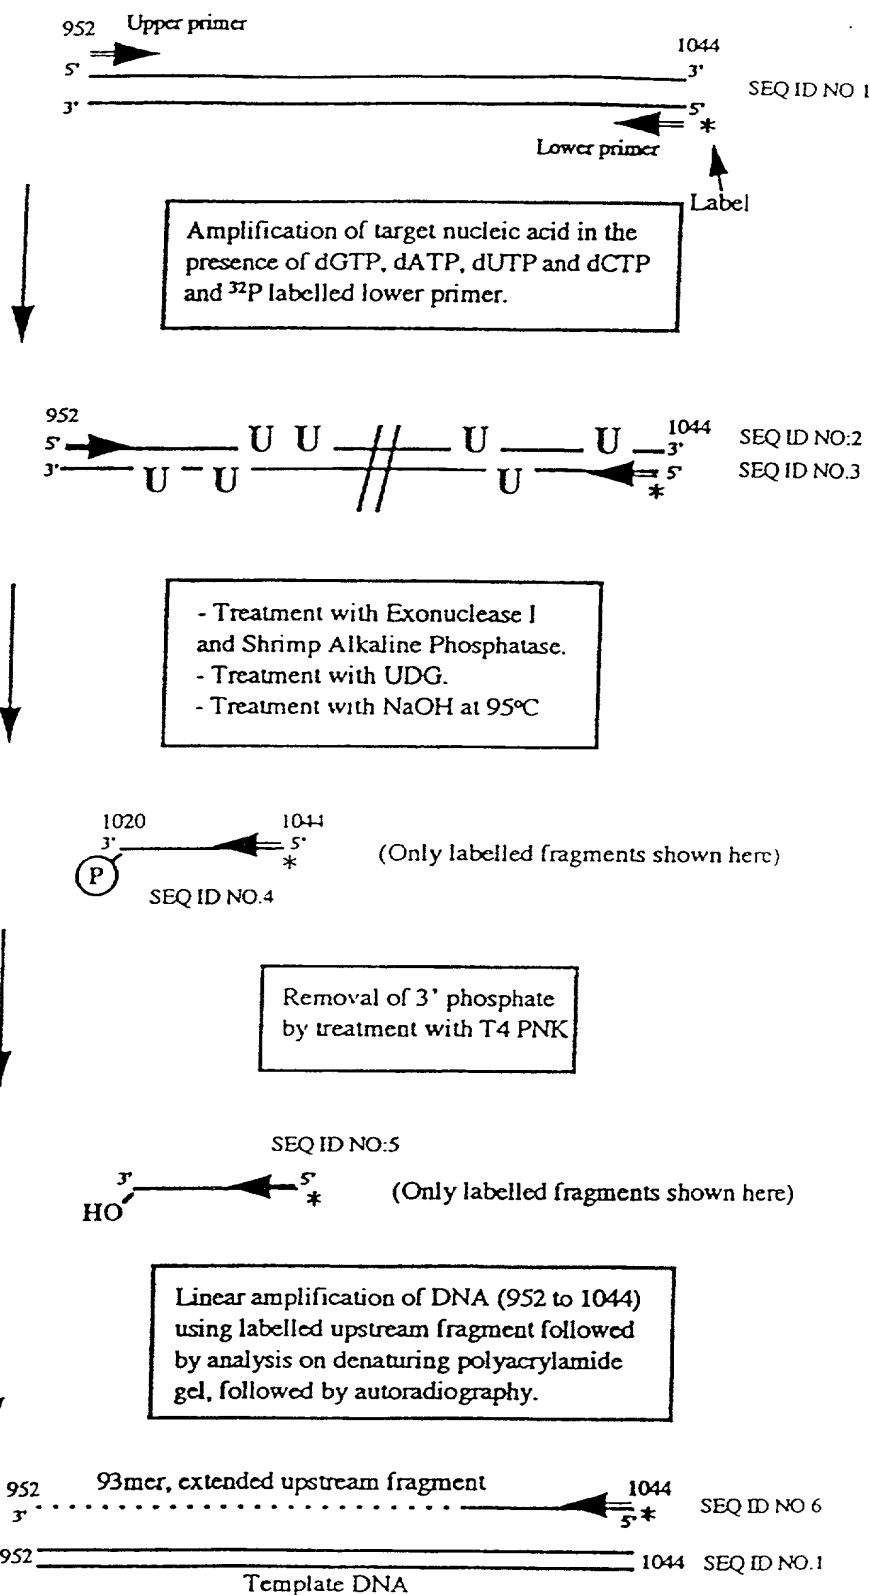 952 Upper primer
1044
5' 3'
SEQ ID NO 1
3' 5'
*
Lower primer
Label
Amplification of target nucleic acid in the
presence of dGTP, dATP, dUTP and dCTP
and ³²P labelled lower primer.
952
1044
5' U U U U 3' SEQ ID NO:2
3' U U U 5' SEQ ID NO.3
*
- Treatment with Exonuclease I
and Shrimp Alkaline Phosphatase.
- Treatment with UDG.
- Treatment with NaOH at 95°C
1020 1044
3' 5'
*
P
(Only labelled fragments shown here)
SEQ ID NO.4
Removal of 3' phosphate
by treatment with T4 PNK
SEQ ID NO:5
3' 5'
*
HO
(Only labelled fragments shown here)
Linear amplification of DNA (952 to 1044)
using labelled upstream fragment followed
by analysis on denaturing polyacrylamide
gel, followed by autoradiography.
952 93mer, extended upstream fragment 1044
3' 5' * SEQ ID NO 6
952 1044 SEQ ID NO.1
Template DNA